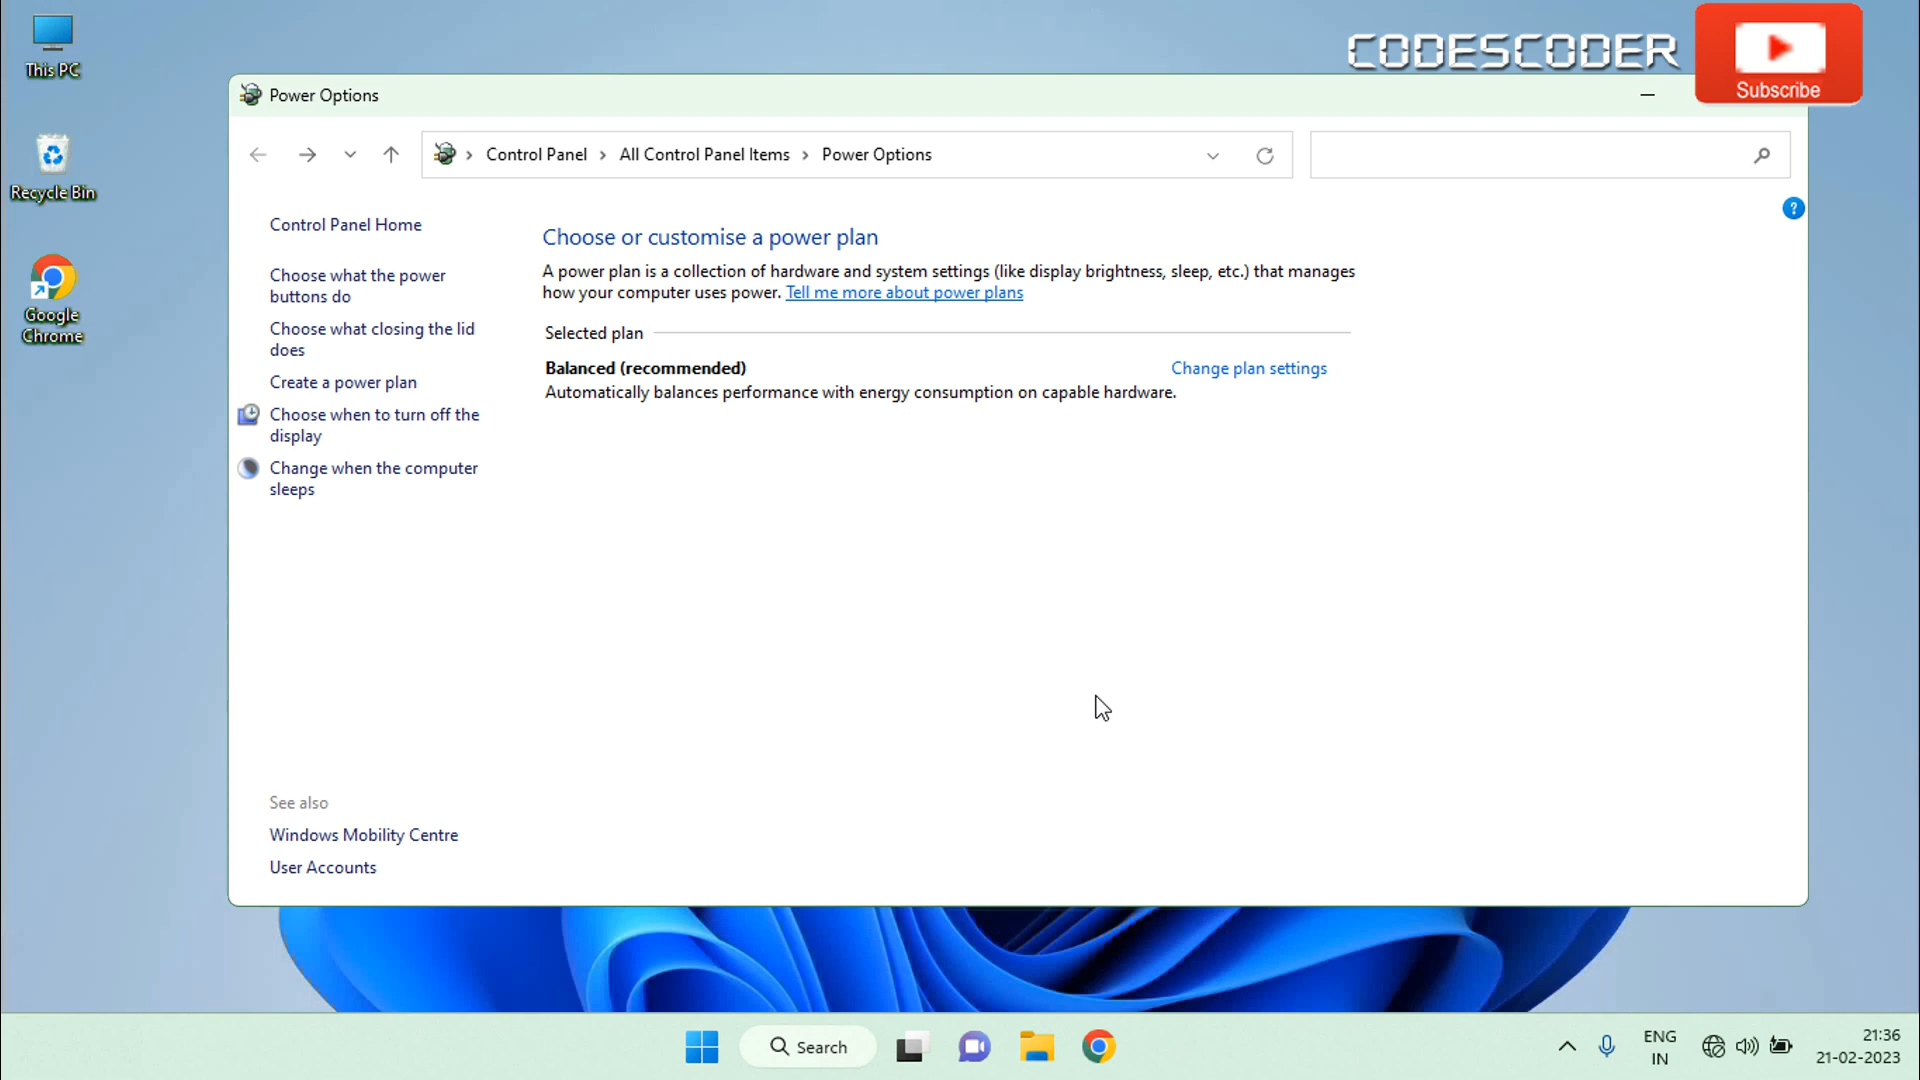 This PC
Recycle Bin
Google
Chrome
CODESCODER
Subscribe
Power Options
Control Panel
All Control Panel Items
Power Options
Control Panel Home
Choose what the power
buttons do
Choose what closing the lid
does
Create a power plan
Choose when to turn off the
display
Change when the computer
sleeps
Choose or customise a power plan
A power plan is a collection of hardware and system settings (like display brightness, sleep, etc.) that manages
how your computer uses power. Tell me more about power plans
Selected plan
Balanced (recommended)
Change plan settings
Automatically balances performance with energy consumption on capable hardware.
See also
Windows Mobility Centre
User Accounts
Search
ENG
IN
21:36
21-02-2023